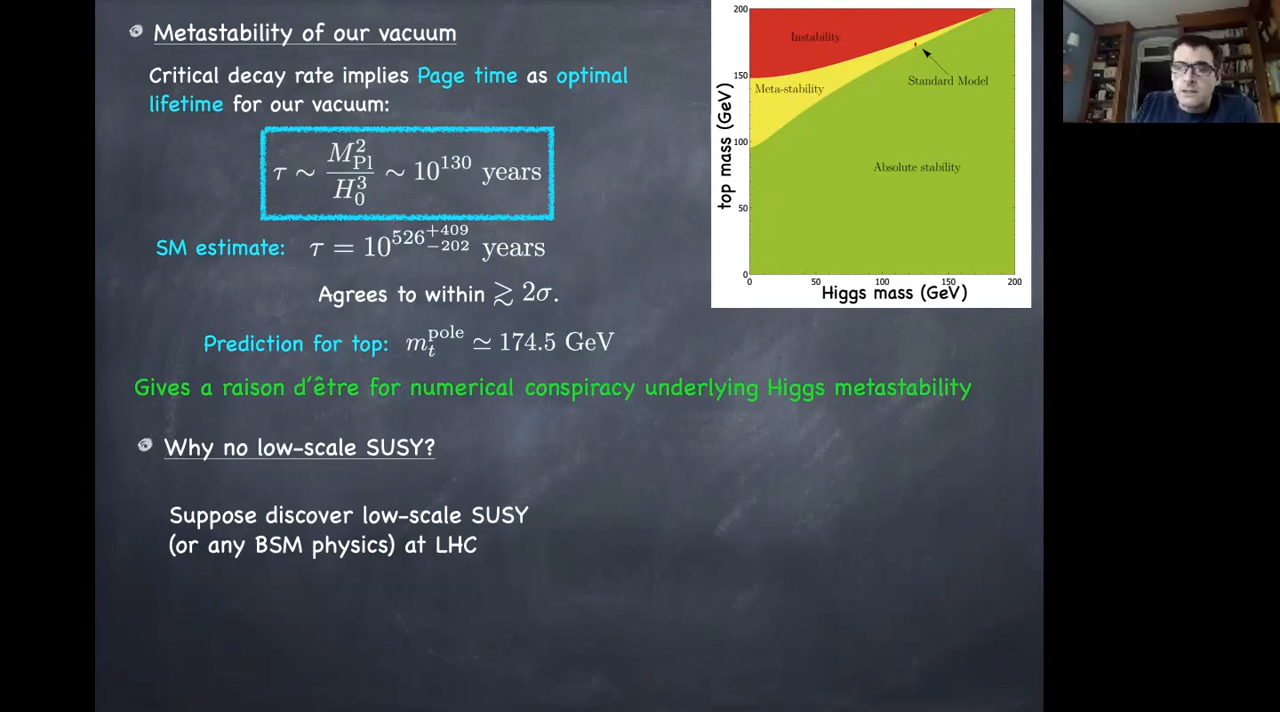 Metastability of our vacuum
Critical decay rate implies Page time as optimal
lifetime for our vacuum:
τ ∼ M_Pl^2 / H_0^3 ∼ 10^130 years
SM estimate: τ = 10^{526^{+409}_{−202}} years
Agrees to within ≳ 2σ.
Prediction for top: m_t^pole ≃ 174.5 GeV
Gives a raison d'être for numerical conspiracy underlying Higgs metastability
Why no low-scale SUSY?
Suppose discover low-scale SUSY
(or any BSM physics) at LHC
200
150
100
50
0
top mass (GeV)
Instability
Meta-stability
Standard Model
Absolute stability
0 50 100 150 200
Higgs mass (GeV)